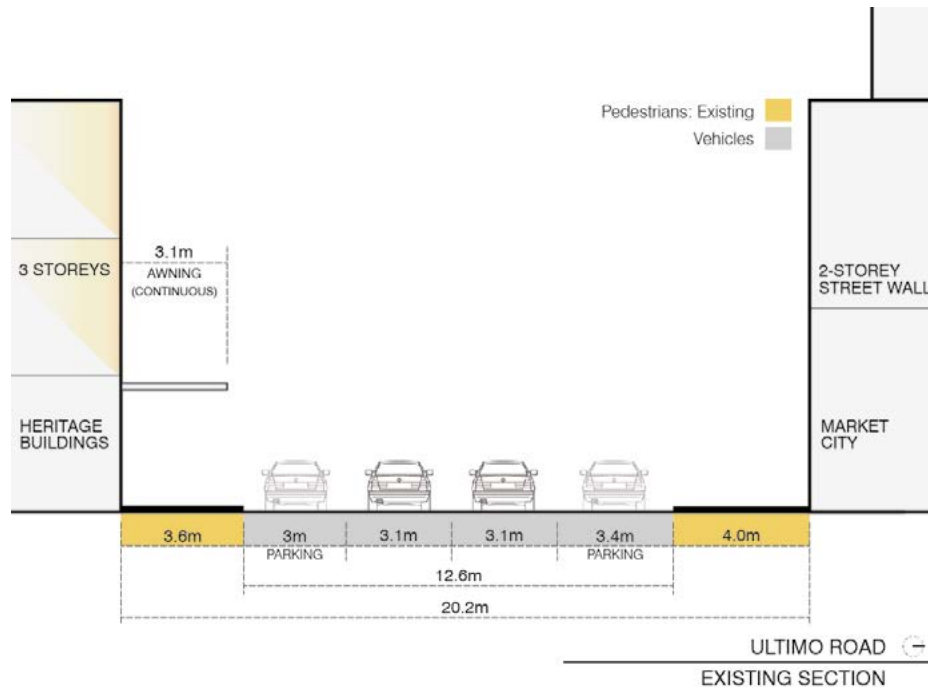 Pedestrians: Existing
Vehicles
3.1m
AWNING
(CONTINUOUS)
3 STOREYS
2-STOREY
STREET WALL
HERITAGE
BUILDINGS
MARKET
CITY
3.6m
3m
3.1m
3.1m
3.4m
4.0m
PARKING
PARKING
12.6m
20.2m
ULTIMO ROAD
EXISTING SECTION